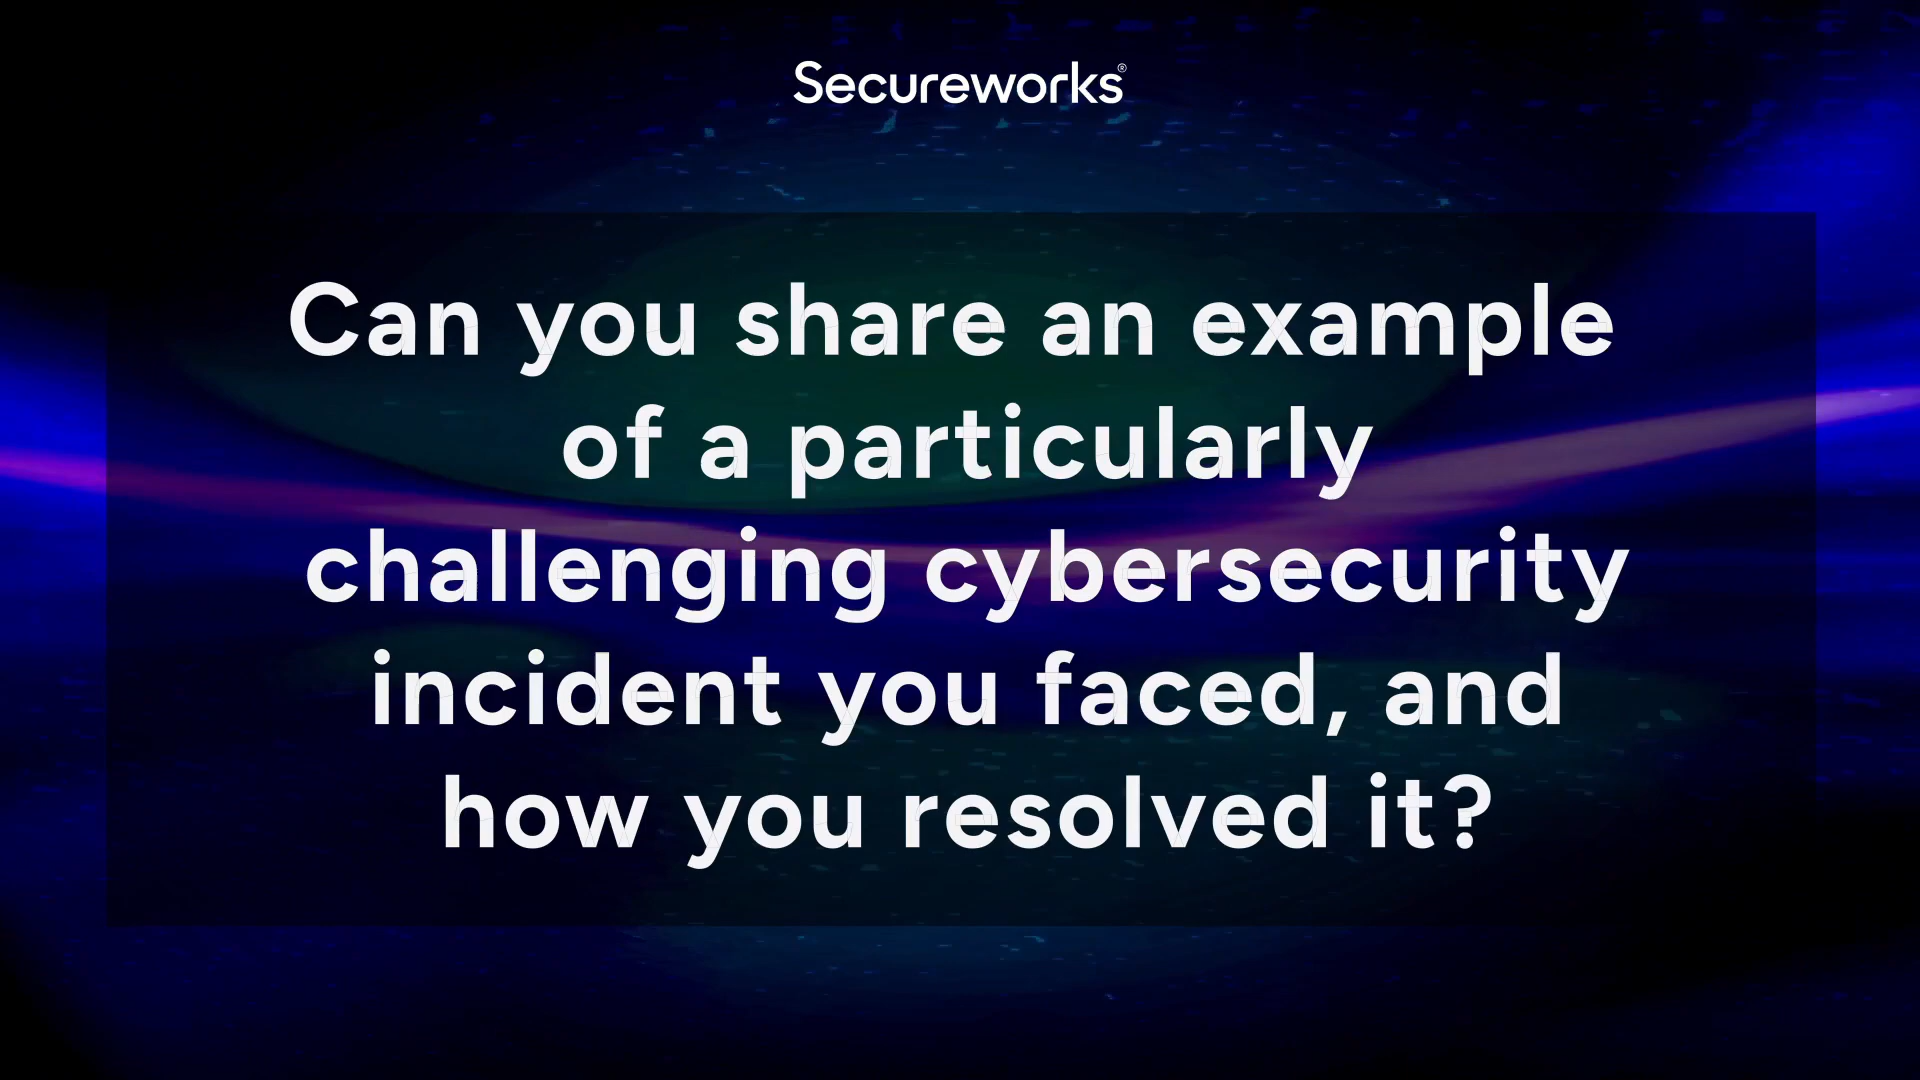 Secureworks®
Can you share an example
of a particularly
challenging cybersecurity
incident you faced, and
how you resolved it?